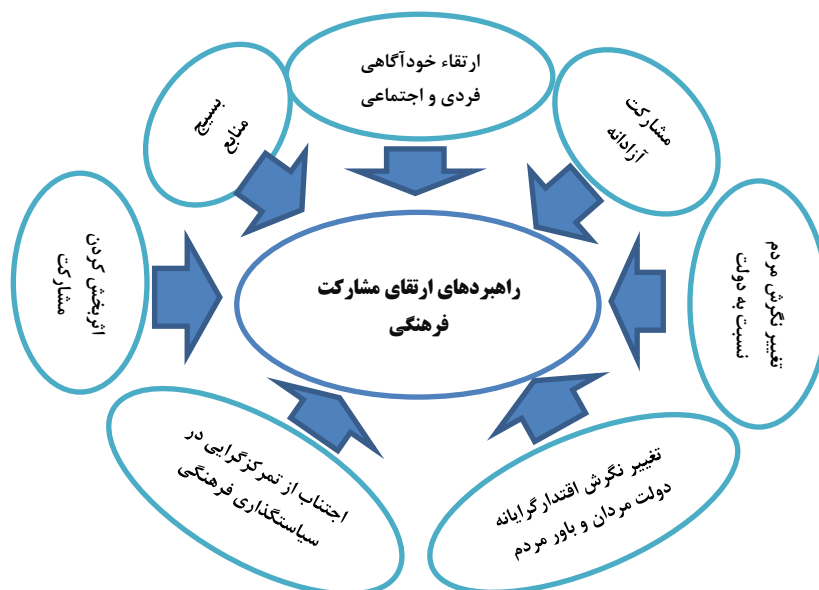 ارتقاء خودآگاهی
فردی و اجتماعی
مشارکت
آزادانه
تغییر نگرش مردم
نسبت به دولت
تغییر نگرش اقتدارگرایانه
دولت مردان و باور مردم
اجتناب از تمرکزگرایی در
سیاستگذاری فرهنگی
اثربخش کردن
مشارکت
بسیج
منابع
راهبردهای ارتقای مشارکت
فرهنگی